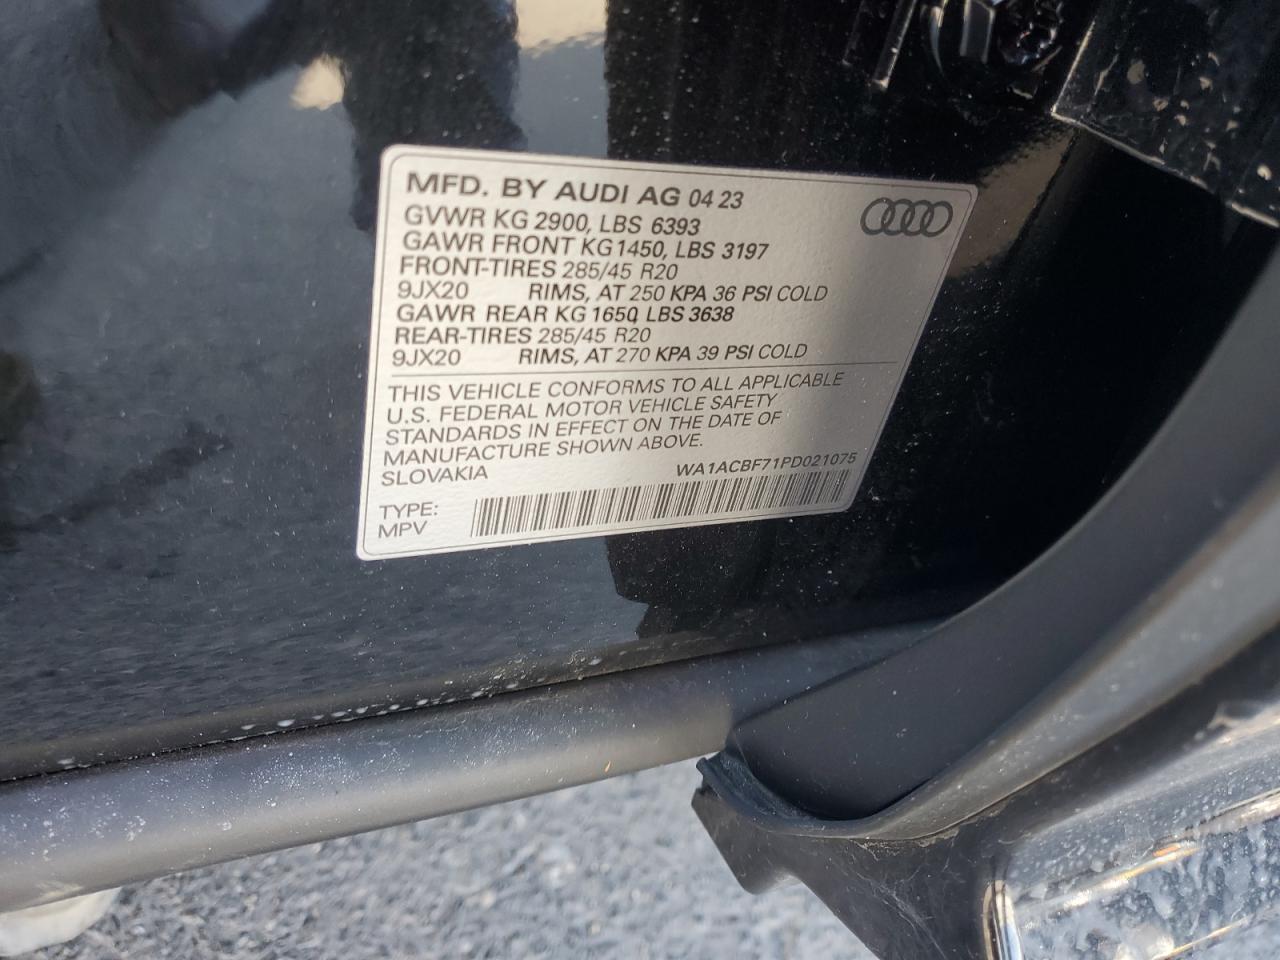 MFD. BY AUDI AG 04 23
GVWR KG 2900, LBS 6393
GAWR FRONT KG 1450, LBS 3197
FRONT-TIRES 285/45 R20
9JX20 RIMS, AT 250 KPA 36 PSI COLD
GAWR REAR KG 1650, LBS 3638
REAR-TIRES 285/45 R20
9JX20 RIMS, AT 270 KPA 39 PSI COLD
THIS VEHICLE CONFORMS TO ALL APPLICABLE
U.S. FEDERAL MOTOR VEHICLE SAFETY
STANDARDS IN EFFECT ON THE DATE OF
MANUFACTURE SHOWN ABOVE.
SLOVAKIA WA1ACBF71PD021075
TYPE:
MPV